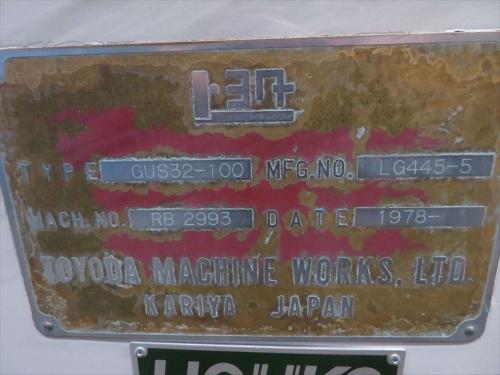 トヨタ
TYPE GUS32-100 MFG.NO. LG445-5
MACH.NO. RB 2993 DATE 1978-
TOYODA MACHINE WORKS, LTD.
KARIYA JAPAN